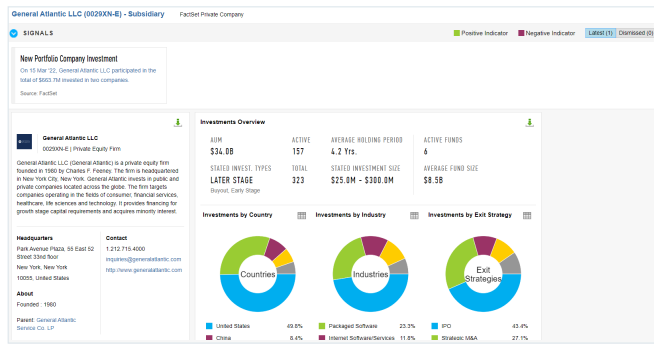 General Atlantic LLC (0029XN-E) - Subsidiary FactSet Private Company
SIGNALS
Positive Indicator Negative Indicator Latest (1) Dismissed (0)
New Portfolio Company Investment
On 15 Mar '22, General Atlantic LLC participated in the
total of $663.7M invested in two companies.
Source: FactSet
General Atlantic LLC
0029XN-E | Private Equity
Firm
General Atlantic LLC (General Atlantic) is a private equity firm
founded in 1980 by Charles F. Feeney. The firm is headquartered
in New York City, New York. General Atlantic invests in public and
private companies located across the globe. The firm targets
companies operating in the fields of consumer, financial services,
healthcare, life sciences and technology. It provides financing for
growth stage capital requirements and acquires minority interest.
Headquarters
Park Avenue Plaza, 55 East 52
Street 33rd floor
New York, New York
10055, United States
Contact
1.212.715.4000
inquiries@generalatlantic.com
http://www.generalatlantic.com
About
Founded : 1980
Parent: General Atlantic
Service Co. LP
Investments Overview
AUM
$34.0B
ACTIVE
157
AVERAGE HOLDING PERIOD
4.2 Yrs.
ACTIVE FUNDS
6
STATED INVEST. TYPES
LATER STAGE
Buyout, Early Stage
TOTAL
323
STATED INVESTMENT SIZE
$25.0M - $300.0M
AVERAGE FUND SIZE
$8.5B
Investments by Country
Countries
United States 49.8%
China 8.4%
Investments by Industry
Industries
Packaged Software 23.3%
Internet Software/Services 11.8%
Investments by Exit Strategy
Exit
Strategies
IPO 43.4%
Strategic M&A 27.1%